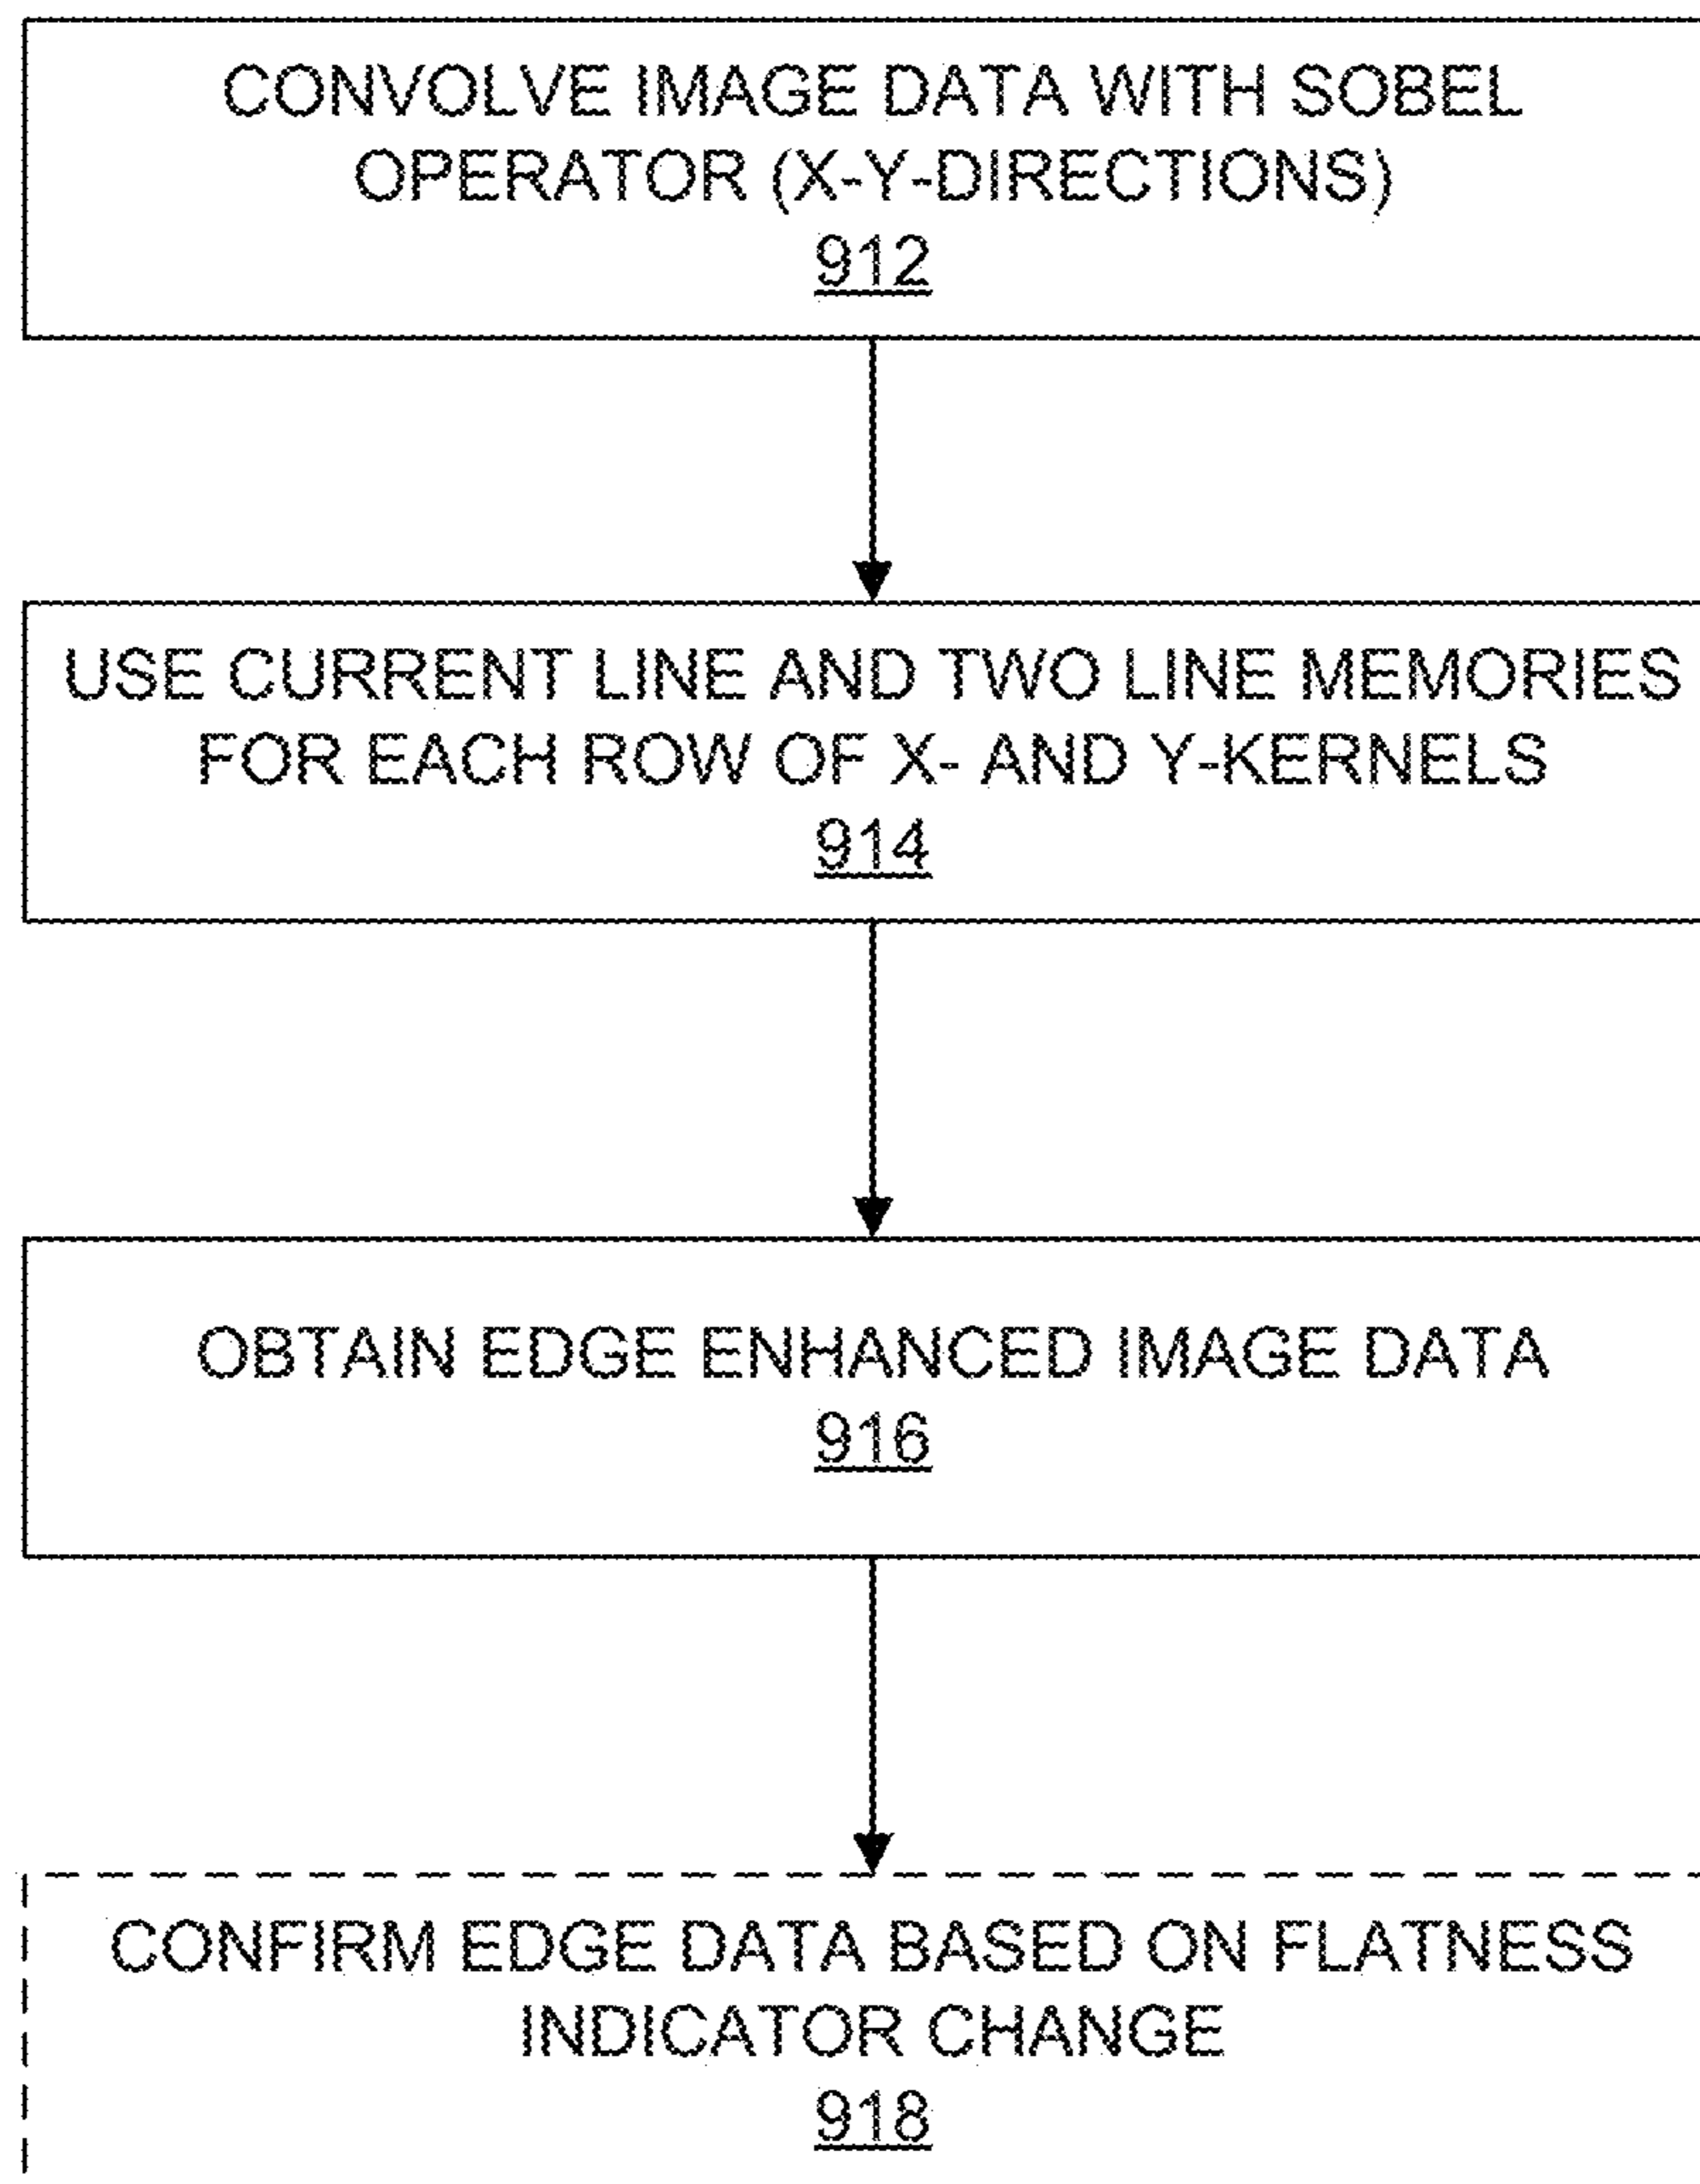 CONVOLVE IMAGE DATA WITH SOBEL
OPERATOR (X-Y-DIRECTIONS)
912
USE CURRENT LINE AND TWO LINE MEMORIES
FOR EACH ROW OF X- AND Y-KERNELS
914
OBTAIN EDGE ENHANCED IMAGE DATA
916
CONFIRM EDGE DATA BASED ON FLATNESS
INDICATOR CHANGE
918